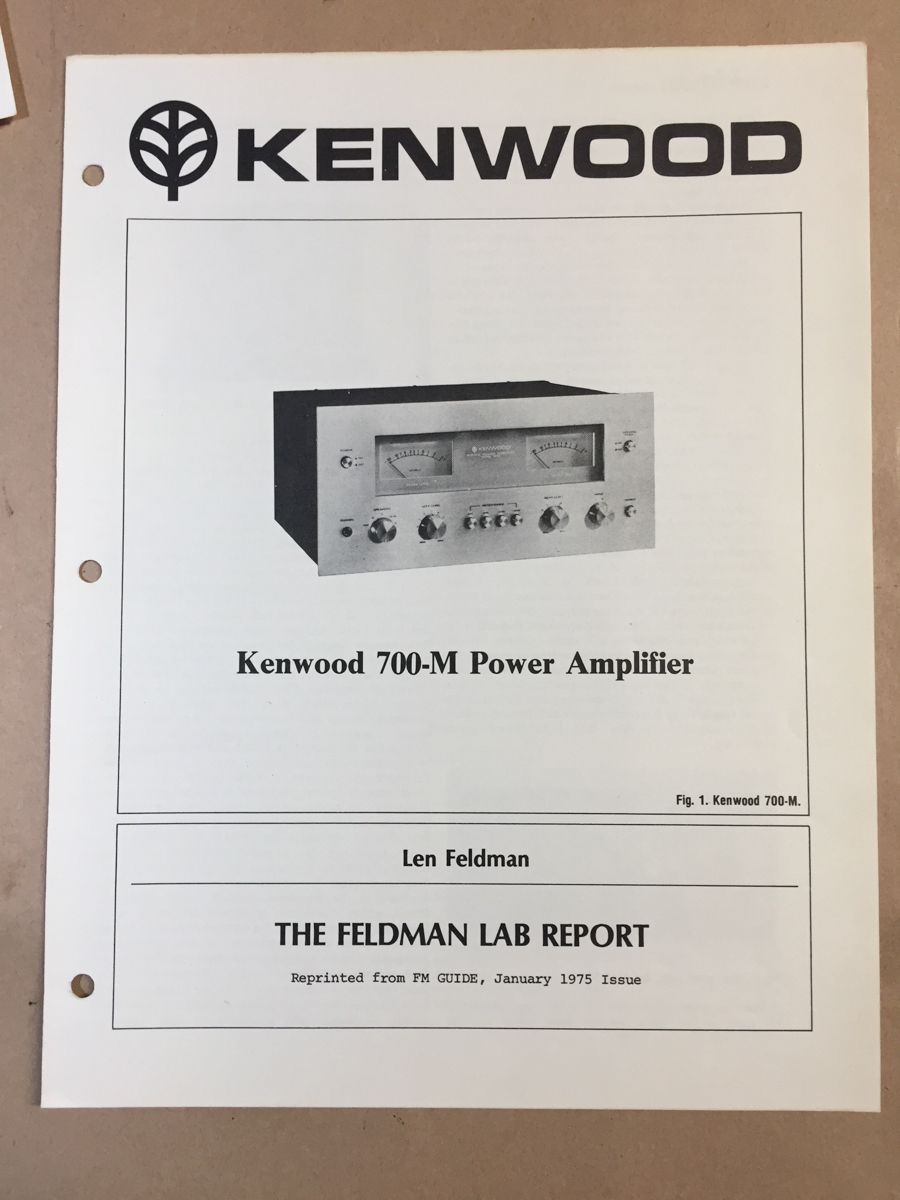 KENWOOD
KENWOOD
Kenwood 700-M Power Amplifier
Fig. 1. Kenwood 700-M.
Len Feldman
THE FELDMAN LAB REPORT
Reprinted from FM GUIDE, January 1975 Issue